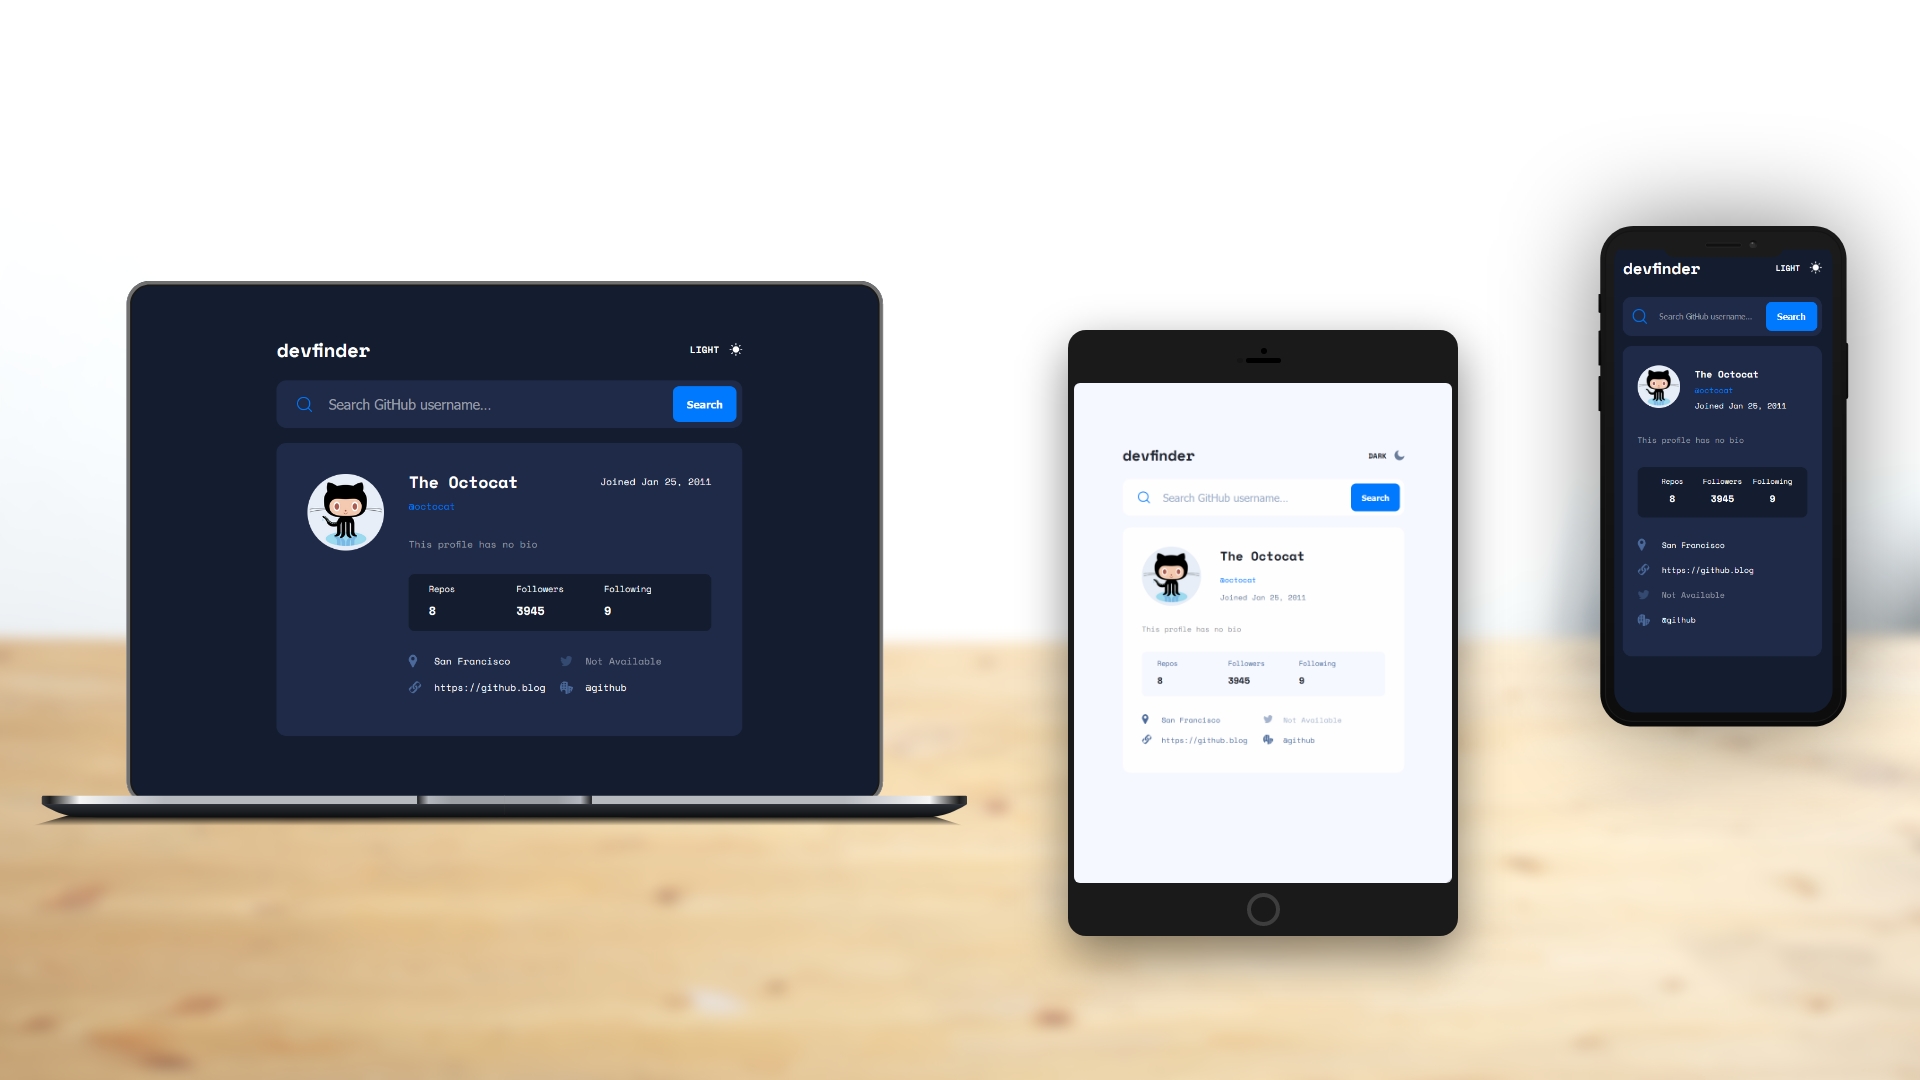 devfinder
LIGHT
Search GitHub username...
Search
The Octocat
Joined Jan 25, 2011
@octocat
This profile has no bio
Repos Followers Following
8 3945 9
San Francisco
Not Available
https://github.blog
@github
devfinder
DARK
Search GitHub username...
Search
The Octocat
@octocat
Joined Jan 25, 2011
This profile has no bio
Repos Followers Following
8 3945 9
San Francisco
Not Available
https://github.blog
@github
devfinder
LIGHT
Search GitHub username...
Search
The Octocat
@octocat
Joined Jan 25, 2011
This profile has no bio
Repos Followers Following
8 3945 9
San Francisco
https://github.blog
Not Available
@github